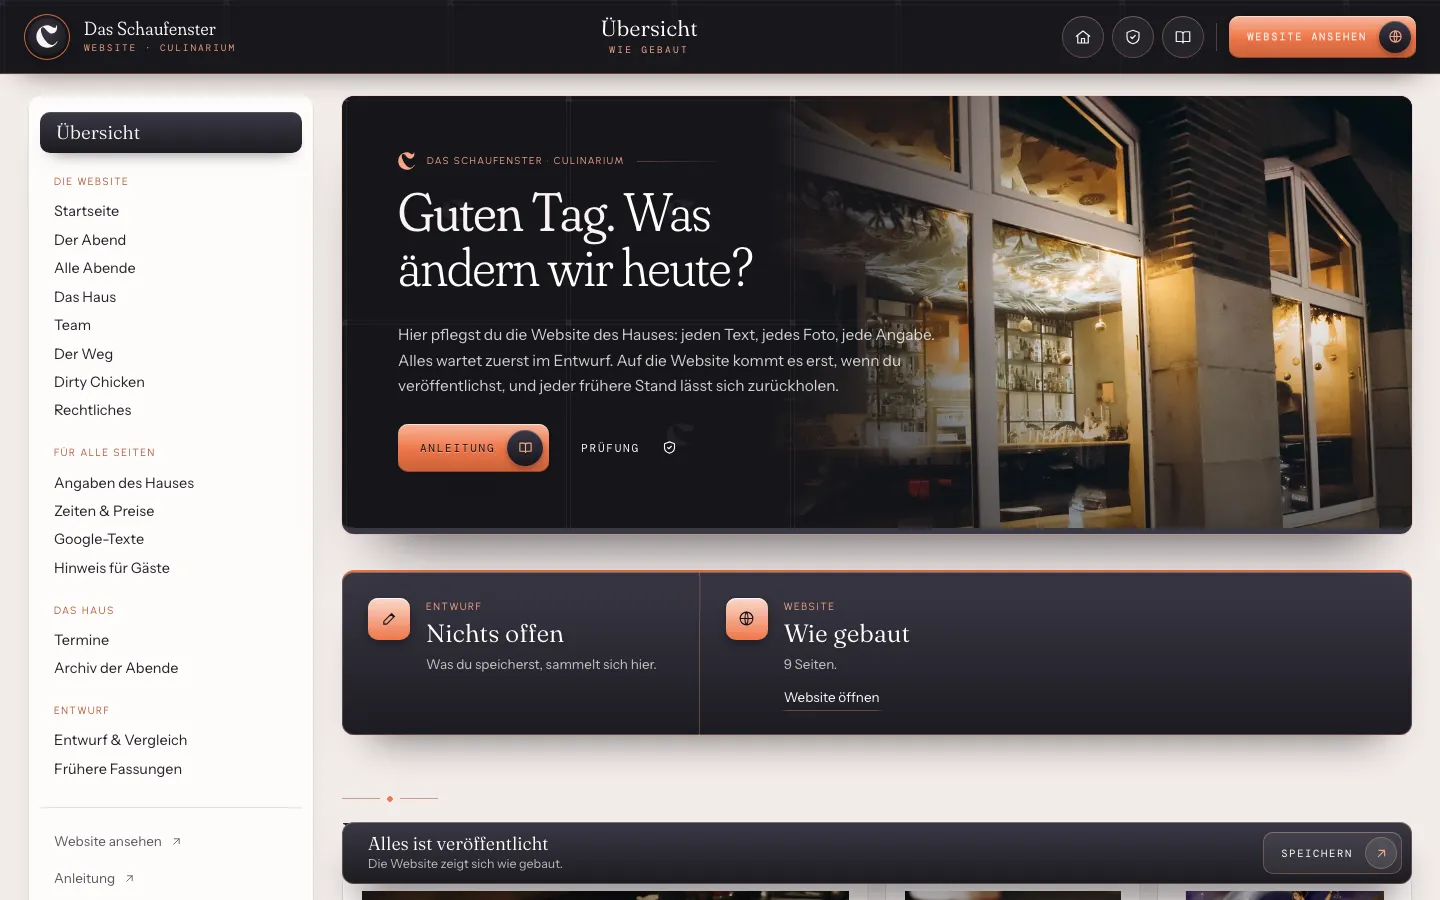 Das Schaufenster
WEBSITE · CULINARIUM
Übersicht
WIE GEBAUT
WEBSITE ANSEHEN
Übersicht
DIE WEBSITE
Startseite
Der Abend
Alle Abende
Das Haus
Team
Der Weg
Dirty Chicken
Rechtliches
FÜR ALLE SEITEN
Angaben des Hauses
Zeiten & Preise
Google-Texte
Hinweis für Gäste
DAS HAUS
Termine
Archiv der Abende
ENTWURF
Entwurf & Vergleich
Frühere Fassungen
Website ansehen
Anleitung
DAS SCHAUFENSTER · CULINARIUM
Guten Tag. Was
ändern wir heute?
Hier pflegst du die Website des Hauses: jeden Text, jedes Foto, jede Angabe.
Alles wartet zuerst im Entwurf. Auf die Website kommt es erst, wenn du
veröffentlichst, und jeder frühere Stand lässt sich zurückholen.
ANLEITUNG
PRÜFUNG
ENTWURF
Nichts offen
Was du speicherst, sammelt sich hier.
WEBSITE
Wie gebaut
9 Seiten.
Website öffnen
Alles ist veröffentlicht
Die Website zeigt sich wie gebaut.
SPEICHERN